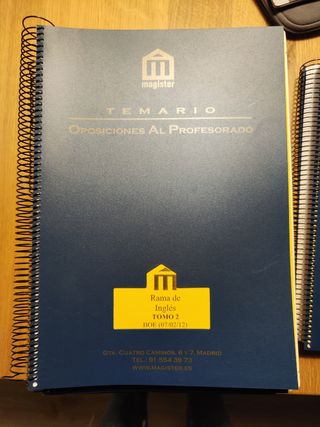 magister
TEMARIO
OPOSICIONES AL PROFESORADO
Rama de
Inglés
TOMO 2
BOE (07/02/12)
GTA. CUATRO CAMINOS, 6 Y 7. MADRID
TEL.: 91 554 39 73
WWW.MAGISTER.ES